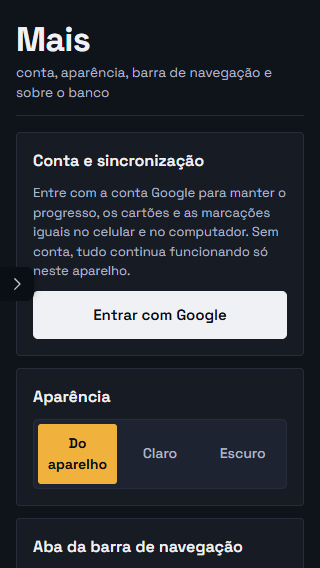 Mais
conta, aparência, barra de navegação e
sobre o banco
Conta e sincronização
Entre com a conta Google para manter o
progresso, os cartões e as marcações
iguais no celular e no computador. Sem
conta, tudo continua funcionando só
neste aparelho.
Entrar com Google
Aparência
Do
aparelho
Claro
Escuro
Aba da barra de navegação